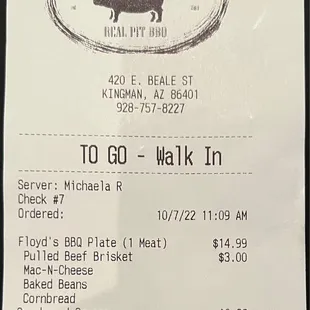 REAL PIT BBQ
420 E. BEALE ST
KINGMAN, AZ 86401
928-757-8227
TO GO - Walk In
Server: Michaela R
Check #7
Ordered: 10/7/22 11:09 AM
Floyd's BBQ Plate (1 Meat) $14.99
Pulled Beef Brisket $3.00
Mac-N-Cheese
Baked Beans
Cornbread